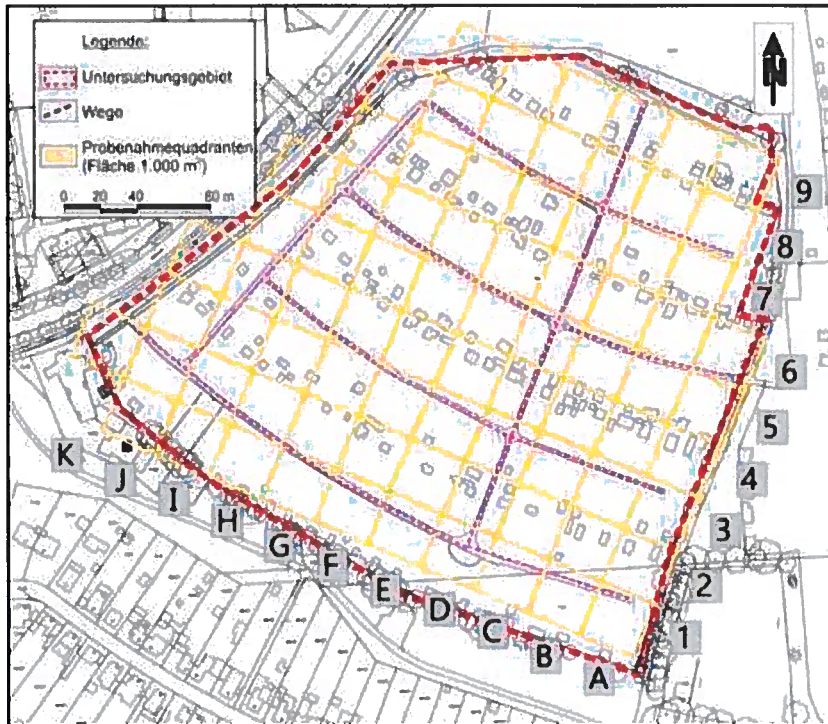 Legende:
Untersuchungsgebiet
Wege
Probenahmequadranten
(Fläche 1.000 m²)
0 20 40 80 m
N
9
8
7
6
5
4
3
2
1
K
J
I
H
G
F
E
D
C
B
A